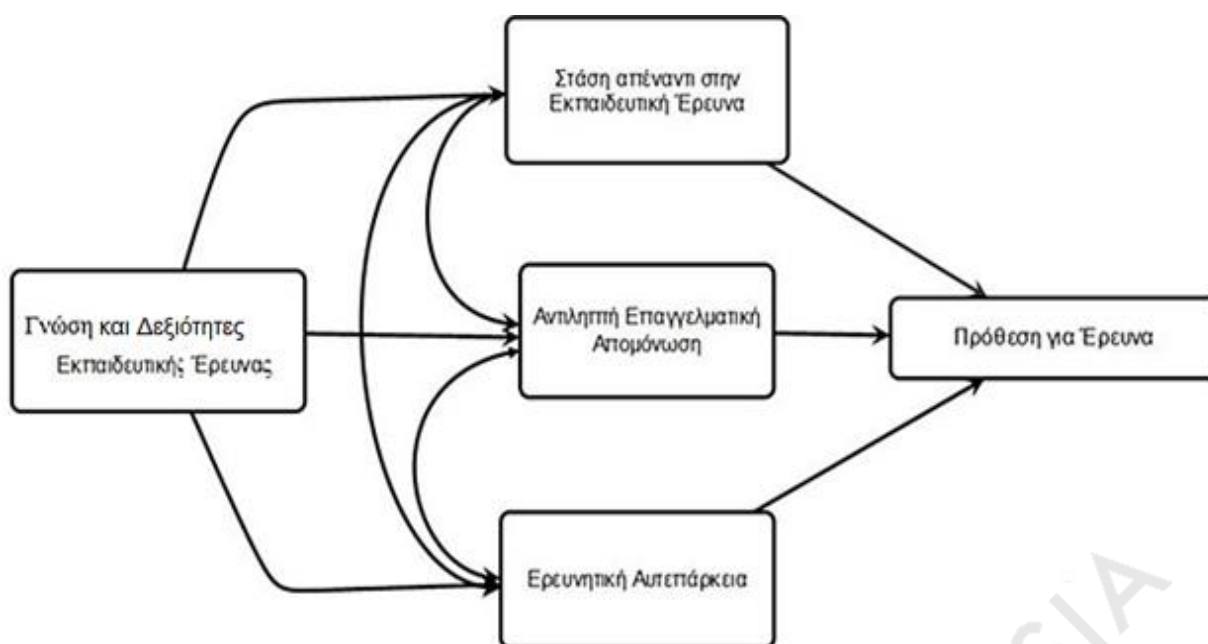 Στάση απέναντι στην
Εκπαιδευτική Έρευνα
Γνώση και Δεξιότητες
Εκπαιδευτικής Έρευνας
Αντιληπτή Επαγγελματική
Απομόνωση
Πρόθεση για Έρευνα
Ερευνητική Αυτεπάρκεια